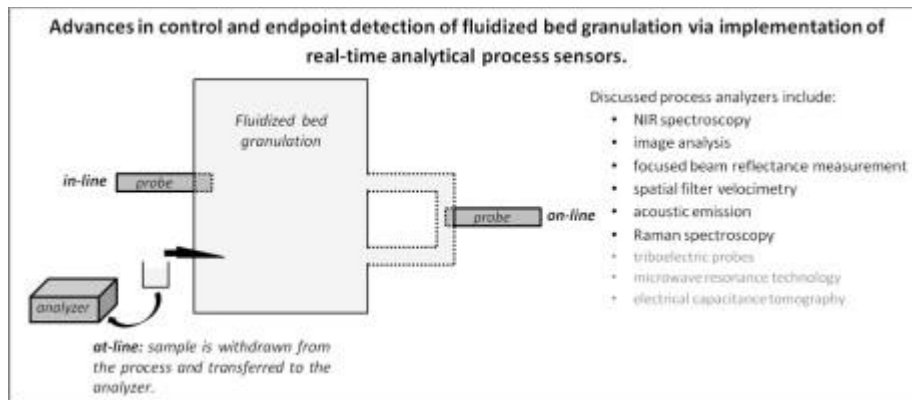 Advances in control and endpoint detection of fluidized bed granulation via implementation of
real-time analytical process sensors.
Fluidized bed
granulation
in-line
probe
probe
on-line
analyzer
at-line: sample is withdrawn from
the process and transferred to the
analyzer.
Discussed process analyzers include:
• NIR spectroscopy
• image analysis
• focused beam reflectance measurement
• spatial filter velocimetry
• acoustic emission
• Raman spectroscopy
• triboelectric probes
• microwave resonance technology
• electrical capacitance tomography